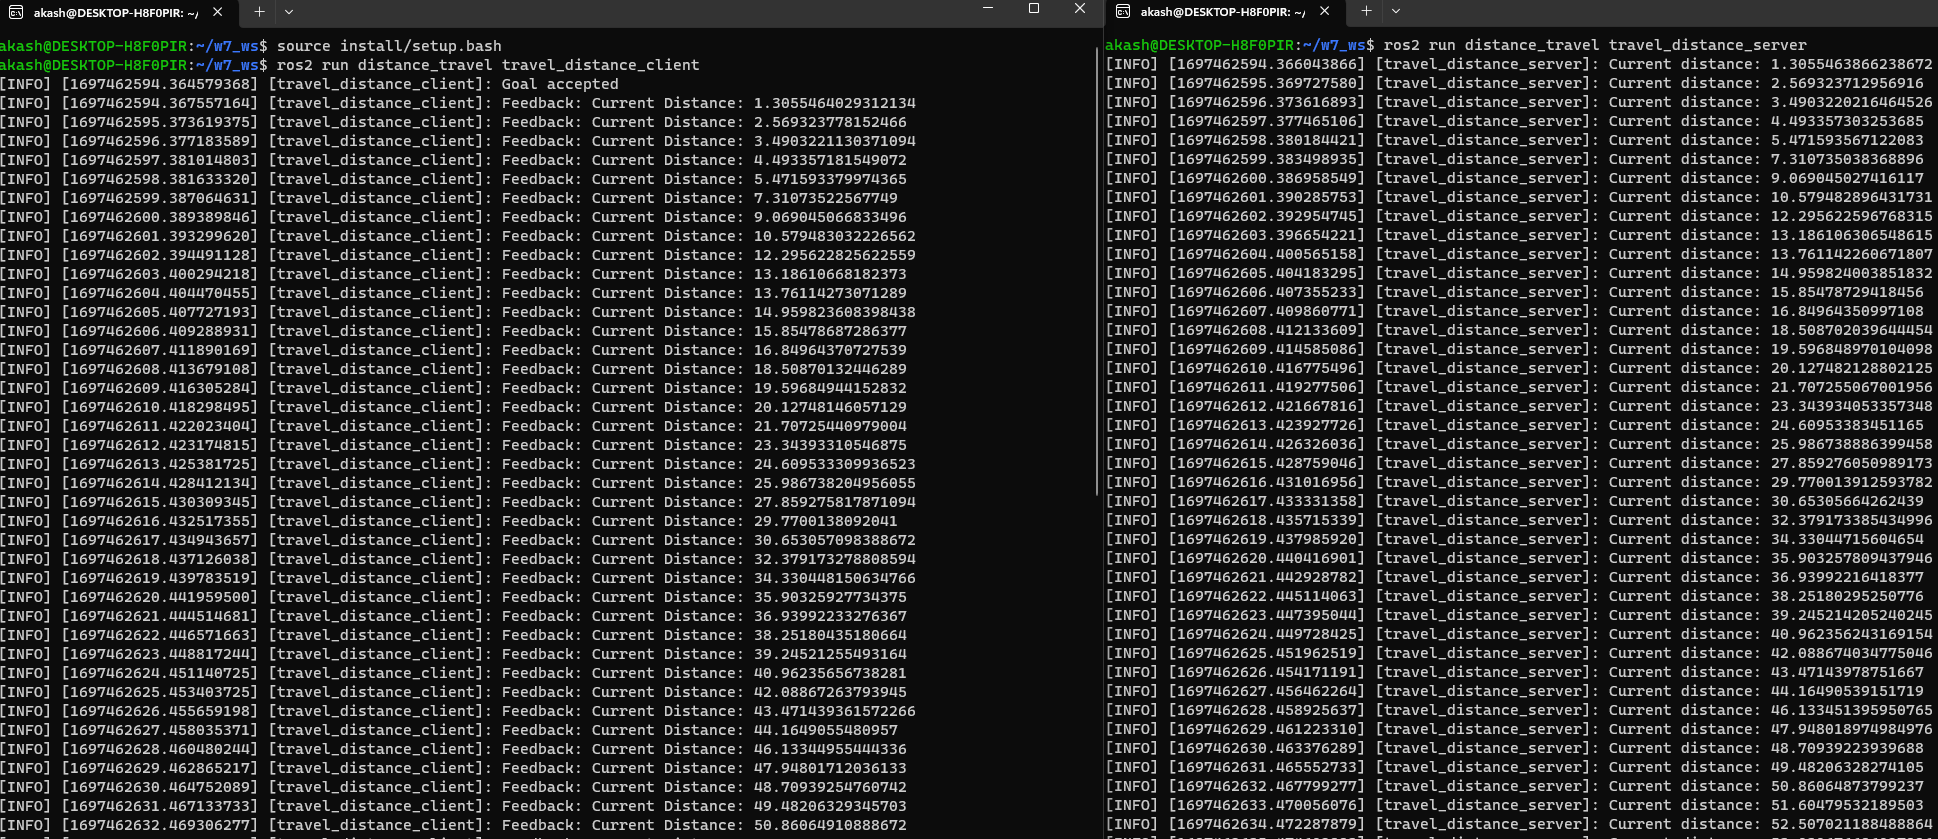 akash@DESKTOP-H8F0PIR: ~/
akash@DESKTOP-H8F0PIR:~/w7_ws$ source install/setup.bash
akash@DESKTOP-H8F0PIR:~/w7_ws$ ros2 run distance_travel travel_distance_client
[INFO] [1697462594.364579368] [travel_distance_client]: Goal accepted
[INFO] [1697462594.367557164] [travel_distance_client]: Feedback: Current Distance: 1.3055464029312134
[INFO] [1697462595.373619375] [travel_distance_client]: Feedback: Current Distance: 2.569323778152466
[INFO] [1697462596.377183589] [travel_distance_client]: Feedback: Current Distance: 3.4903221130371094
[INFO] [1697462597.381014803] [travel_distance_client]: Feedback: Current Distance: 4.493357181549072
[INFO] [1697462598.381633320] [travel_distance_client]: Feedback: Current Distance: 5.471593379974365
[INFO] [1697462599.387064631] [travel_distance_client]: Feedback: Current Distance: 7.31073522567749
[INFO] [1697462600.389389846] [travel_distance_client]: Feedback: Current Distance: 9.069045066833496
[INFO] [1697462601.393299620] [travel_distance_client]: Feedback: Current Distance: 10.579483032226562
[INFO] [1697462602.394491128] [travel_distance_client]: Feedback: Current Distance: 12.295622825622559
[INFO] [1697462603.400294218] [travel_distance_client]: Feedback: Current Distance: 13.18610668182373
[INFO] [1697462604.404470455] [travel_distance_client]: Feedback: Current Distance: 13.76114273071289
[INFO] [1697462605.407727193] [travel_distance_client]: Feedback: Current Distance: 14.959823608398438
[INFO] [1697462606.409288931] [travel_distance_client]: Feedback: Current Distance: 15.85478687286377
[INFO] [1697462607.411890169] [travel_distance_client]: Feedback: Current Distance: 16.84964370727539
[INFO] [1697462608.413679108] [travel_distance_client]: Feedback: Current Distance: 18.50870132446289
[INFO] [1697462609.416305284] [travel_distance_client]: Feedback: Current Distance: 19.59684944152832
[INFO] [1697462610.418298495] [travel_distance_client]: Feedback: Current Distance: 20.12748146057129
[INFO] [1697462611.422023404] [travel_distance_client]: Feedback: Current Distance: 21.70725440979004
[INFO] [1697462612.423174815] [travel_distance_client]: Feedback: Current Distance: 23.34393310546875
[INFO] [1697462613.425381725] [travel_distance_client]: Feedback: Current Distance: 24.609533309936523
[INFO] [1697462614.428412134] [travel_distance_client]: Feedback: Current Distance: 25.986738204956055
[INFO] [1697462615.430309345] [travel_distance_client]: Feedback: Current Distance: 27.859275817871094
[INFO] [1697462616.432517355] [travel_distance_client]: Feedback: Current Distance: 29.7700138092041
[INFO] [1697462617.434943657] [travel_distance_client]: Feedback: Current Distance: 30.653057098388672
[INFO] [1697462618.437126038] [travel_distance_client]: Feedback: Current Distance: 32.379173278808594
[INFO] [1697462619.439783519] [travel_distance_client]: Feedback: Current Distance: 34.330448150634766
[INFO] [1697462620.441959500] [travel_distance_client]: Feedback: Current Distance: 35.90325927734375
[INFO] [1697462621.444514681] [travel_distance_client]: Feedback: Current Distance: 36.93992233276367
[INFO] [1697462622.446571663] [travel_distance_client]: Feedback: Current Distance: 38.25180435180664
[INFO] [1697462623.448817244] [travel_distance_client]: Feedback: Current Distance: 39.24521255493164
[INFO] [1697462624.451140725] [travel_distance_client]: Feedback: Current Distance: 40.96235656738281
[INFO] [1697462625.453403725] [travel_distance_client]: Feedback: Current Distance: 42.08867263793945
[INFO] [1697462626.455659198] [travel_distance_client]: Feedback: Current Distance: 43.471439361572266
[INFO] [1697462627.458035371] [travel_distance_client]: Feedback: Current Distance: 44.1649055480957
[INFO] [1697462628.460480244] [travel_distance_client]: Feedback: Current Distance: 46.13344955444336
[INFO] [1697462629.462865217] [travel_distance_client]: Feedback: Current Distance: 47.94801712036133
[INFO] [1697462630.464752089] [travel_distance_client]: Feedback: Current Distance: 48.70939254760742
[INFO] [1697462631.467133733] [travel_distance_client]: Feedback: Current Distance: 49.48206329345703
[INFO] [1697462632.469306277] [travel_distance_client]: Feedback: Current Distance: 50.86064910888672
akash@DESKTOP-H8F0PIR: ~/
akash@DESKTOP-H8F0PIR:~/w7_ws$ ros2 run distance_travel travel_distance_server
[INFO] [1697462594.366043866] [travel_distance_server]: Current distance: 1.3055463866238672
[INFO] [1697462595.369727580] [travel_distance_server]: Current distance: 2.569323712956916
[INFO] [1697462596.373616893] [travel_distance_server]: Current distance: 3.4903220216464526
[INFO] [1697462597.377465106] [travel_distance_server]: Current distance: 4.493357303253685
[INFO] [1697462598.380184421] [travel_distance_server]: Current distance: 5.471593567122083
[INFO] [1697462599.383498935] [travel_distance_server]: Current distance: 7.310735038368896
[INFO] [1697462600.386958549] [travel_distance_server]: Current distance: 9.069045027416117
[INFO] [1697462601.390285753] [travel_distance_server]: Current distance: 10.579482896431731
[INFO] [1697462602.392954745] [travel_distance_server]: Current distance: 12.295622596768315
[INFO] [1697462603.396654221] [travel_distance_server]: Current distance: 13.186106306548615
[INFO] [1697462604.400565158] [travel_distance_server]: Current distance: 13.761142260671807
[INFO] [1697462605.404183295] [travel_distance_server]: Current distance: 14.959824003851832
[INFO] [1697462606.407355233] [travel_distance_server]: Current distance: 15.85478729418456
[INFO] [1697462607.409860771] [travel_distance_server]: Current distance: 16.84964350997108
[INFO] [1697462608.412133609] [travel_distance_server]: Current distance: 18.508702039644454
[INFO] [1697462609.414585086] [travel_distance_server]: Current distance: 19.596848970104098
[INFO] [1697462610.416775496] [travel_distance_server]: Current distance: 20.127482128802125
[INFO] [1697462611.419277506] [travel_distance_server]: Current distance: 21.707255067001956
[INFO] [1697462612.421667816] [travel_distance_server]: Current distance: 23.343934053357348
[INFO] [1697462613.423927726] [travel_distance_server]: Current distance: 24.60953383451165
[INFO] [1697462614.426326036] [travel_distance_server]: Current distance: 25.986738886399458
[INFO] [1697462615.428759046] [travel_distance_server]: Current distance: 27.859276050989173
[INFO] [1697462616.431016956] [travel_distance_server]: Current distance: 29.770013912593782
[INFO] [1697462617.433331358] [travel_distance_server]: Current distance: 30.65305664262439
[INFO] [1697462618.435715339] [travel_distance_server]: Current distance: 32.379173385434996
[INFO] [1697462619.437985920] [travel_distance_server]: Current distance: 34.33044715604654
[INFO] [1697462620.440416901] [travel_distance_server]: Current distance: 35.903257809437946
[INFO] [1697462621.442928782] [travel_distance_server]: Current distance: 36.93992216418377
[INFO] [1697462622.445114063] [travel_distance_server]: Current distance: 38.25180295250776
[INFO] [1697462623.447395044] [travel_distance_server]: Current distance: 39.245214205240245
[INFO] [1697462624.449728425] [travel_distance_server]: Current distance: 40.962356243169154
[INFO] [1697462625.451962519] [travel_distance_server]: Current distance: 42.088674034775046
[INFO] [1697462626.454171191] [travel_distance_server]: Current distance: 43.47143978751667
[INFO] [1697462627.456462264] [travel_distance_server]: Current distance: 44.16490539151719
[INFO] [1697462628.458925637] [travel_distance_server]: Current distance: 46.133451395950765
[INFO] [1697462629.461223310] [travel_distance_server]: Current distance: 47.948018974984976
[INFO] [1697462630.463376289] [travel_distance_server]: Current distance: 48.70939223939688
[INFO] [1697462631.465552733] [travel_distance_server]: Current distance: 49.48206328274105
[INFO] [1697462632.467799277] [travel_distance_server]: Current distance: 50.86064873799237
[INFO] [1697462633.470056076] [travel_distance_server]: Current distance: 51.60479532189503
[INFO] [1697462634.472287879] [travel_distance_server]: Current distance: 52.507021188488864